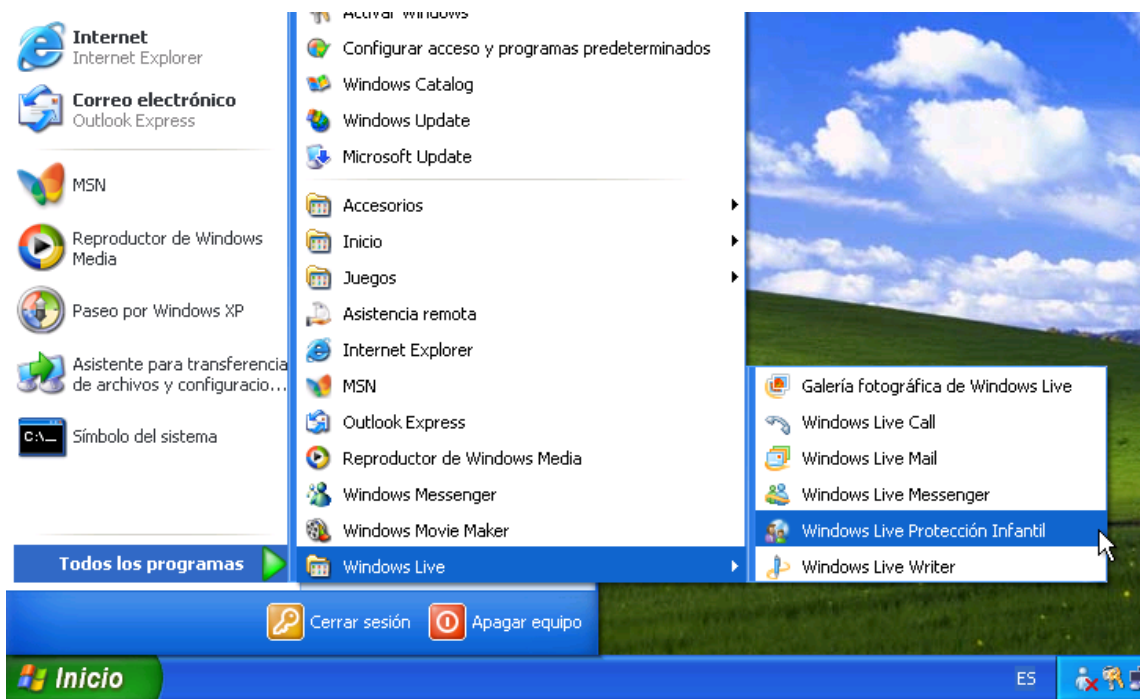 Internet
Internet Explorer
Correo electrónico
Outlook Express
MSN
Reproductor de Windows
Media
Paseo por Windows XP
Asistente para transferencia
de archivos y configuracio...
C:\_
Símbolo del sistema
Todos los programas
Activar Windows
Configurar acceso y programas predeterminados
Windows Catalog
Windows Update
Microsoft Update
Accesorios
Inicio
Juegos
Asistencia remota
Internet Explorer
MSN
Outlook Express
Reproductor de Windows Media
Windows Messenger
Windows Movie Maker
Windows Live
Galería fotográfica de Windows Live
Windows Live Call
Windows Live Mail
Windows Live Messenger
Windows Live Protección Infantil
Windows Live Writer
Cerrar sesión
Apagar equipo
Inicio
ES